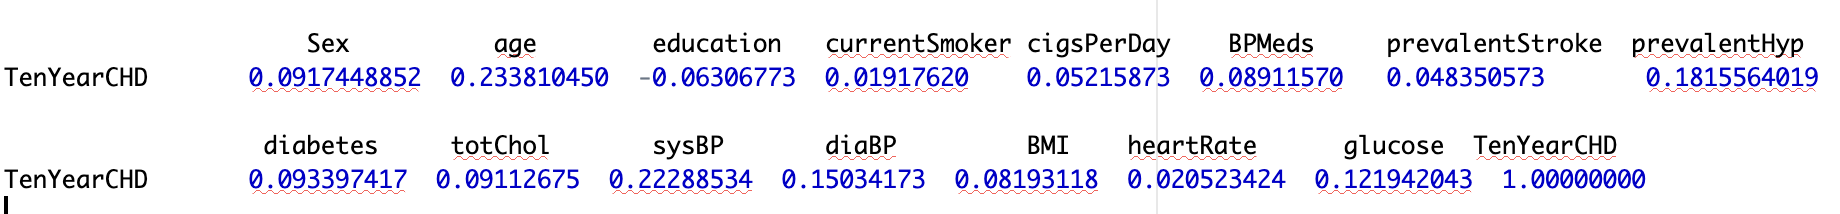 Sex age education currentSmoker cigsPerDay BPMeds prevalentStroke prevalentHyp
TenYearCHD 0.0917448852 0.233810450 -0.06306773 0.01917620 0.05215873 0.08911570 0.048350573 0.1815564019
diabetes totChol sysBP diaBP BMI heartRate glucose TenYearCHD
TenYearCHD 0.093397417 0.09112675 0.22288534 0.15034173 0.08193118 0.020523424 0.121942043 1.00000000